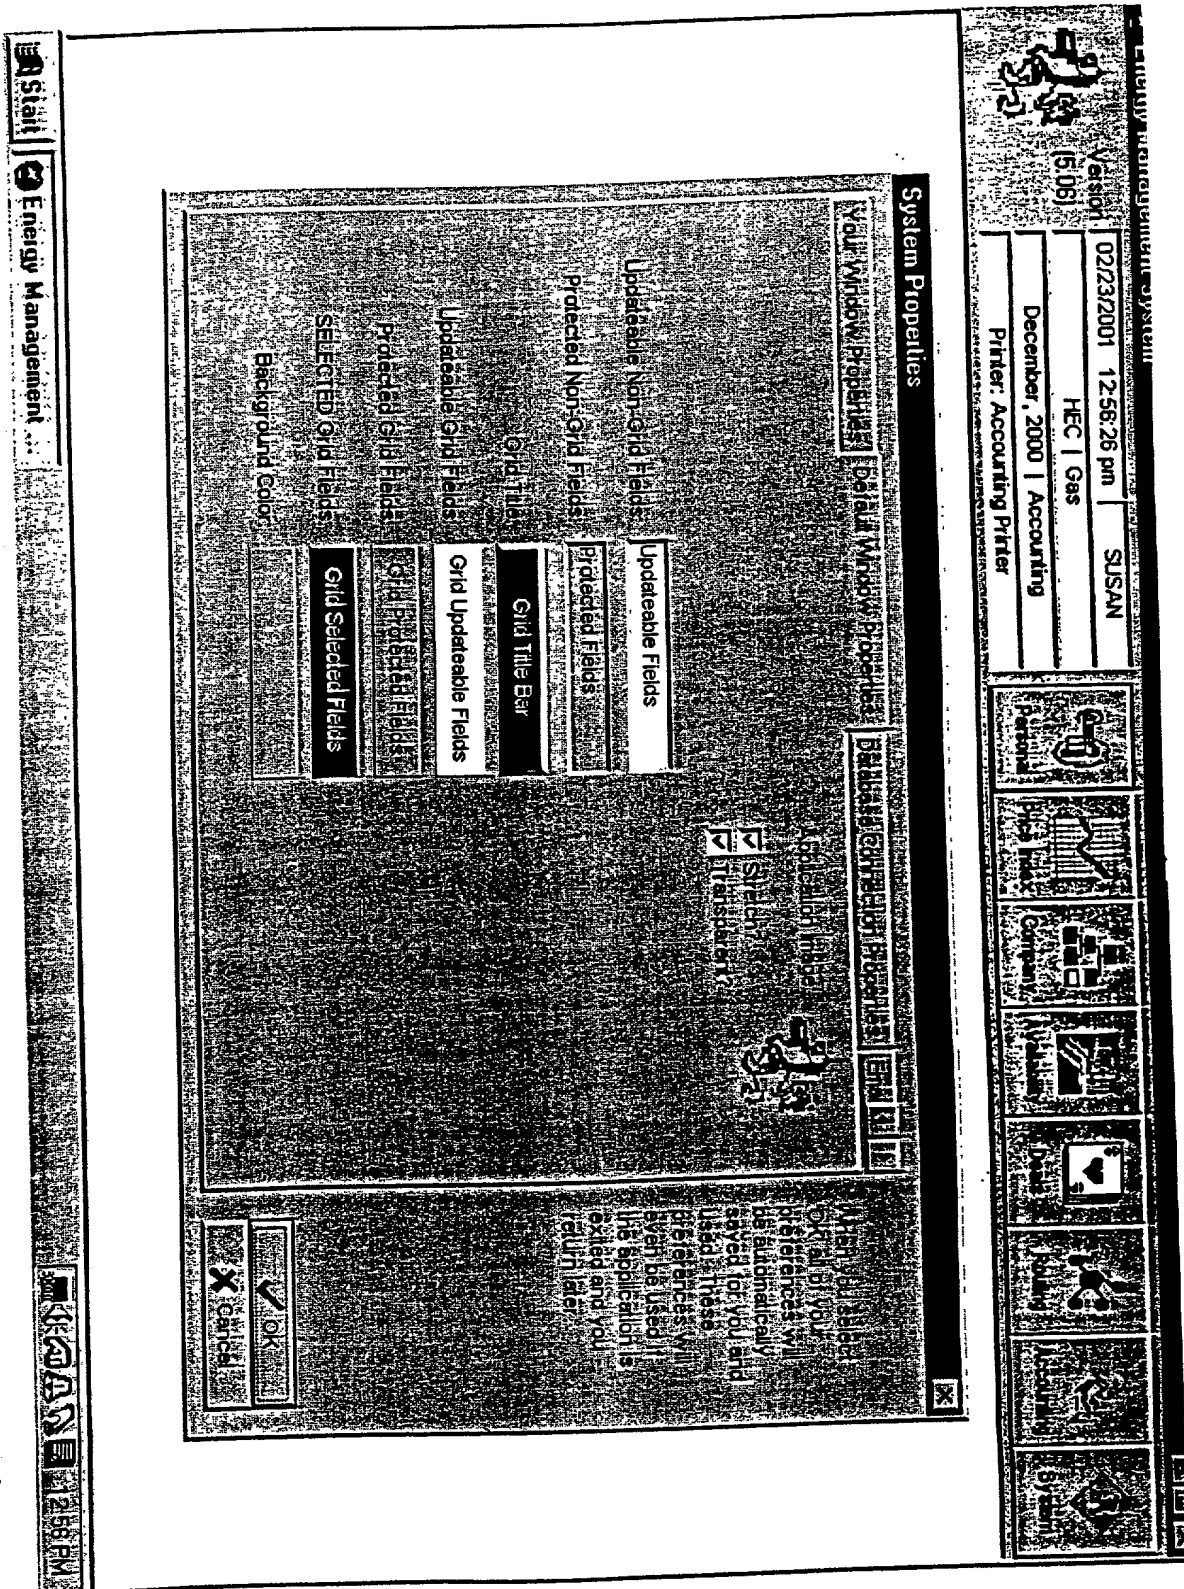 Energy Management System
Version
(5.06)
02/23/2001 12:56:26 pm
SUSAN
HEC | Gas
December, 2000 | Accounting
Printer: Accounting Printer
Personal
Price Index
Company
Availability
Deals
Routing
Accounting
System
System Properties
Your Window Properties
Default Window Properties
Database Connection Properties
Updateable Non-Grid Fields:
Updateable Fields
Protected Non-Grid Fields:
Protected Fields
Grid Titles:
Grid Title Bar
Updateable Grid Fields:
Grid Updateable Fields
Protected Grid Fields:
Grid Protected Fields
SELECTED Grid Fields:
Grid Selected Fields
Background Color:
Application Image:
Stretch?
Transparent?
When you select
OK, all of your
preferences will
be automatically
saved for you and
used. These
preferences will
even be used if
the application is
exited and you
return later.
OK
Cancel
Start
Energy Management ...
12:56 PM